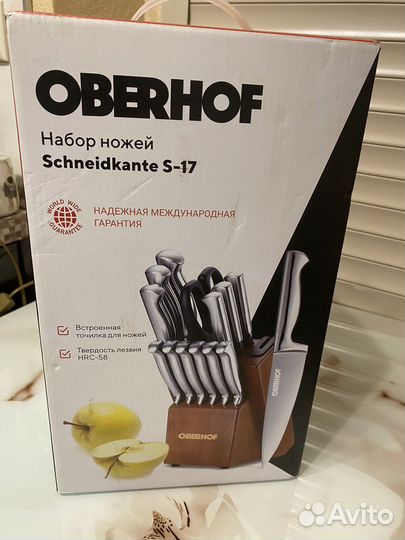 OBERHOF
Набор ножей
Schneidkante S-17
WORLD WIDE
GUARANTEE
НАДЕЖНАЯ МЕЖДУНАРОДНАЯ
ГАРАНТИЯ
Встроенная
точилка для ножей
Твердость лезвия
HRC-58
OBERHOF
OBERHOF
Avito